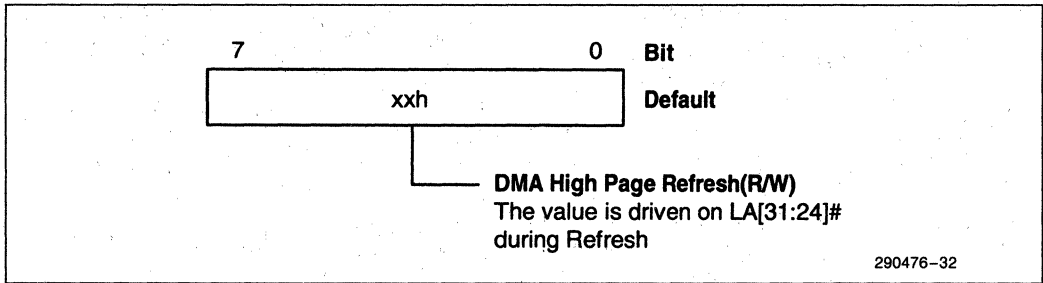 7 0 Bit
xxh Default
DMA High Page Refresh(R/W)
The value is driven on LA[31:24]#
during Refresh
290476–32